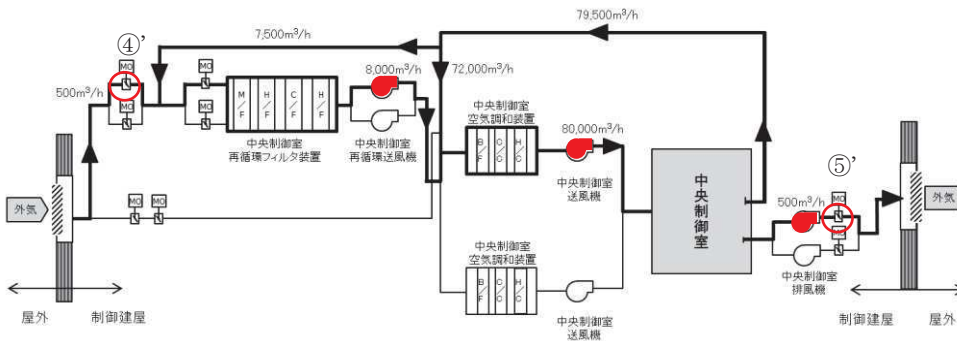 79,500m³/h
④’
7,500m³/h
MO
8,000m³/h
72,000m³/h
500m³/h
MO
MO
M/F
H/F
C/F
H/F
MO
中央制御室
再循環フィルタ装置
中央制御室
再循環送風機
中央制御室
空気調和装置
80,000m³/h
B/F
C/C
H/C
中央制御室
送風機
中央制御室
⑤’
MO
500m³/h
MO
外気
外気
MO
MO
中央制御室
空気調和装置
B/F
C/C
H/C
中央制御室
送風機
中央制御室
排風機
屋外
制御建屋
制御建屋
屋外